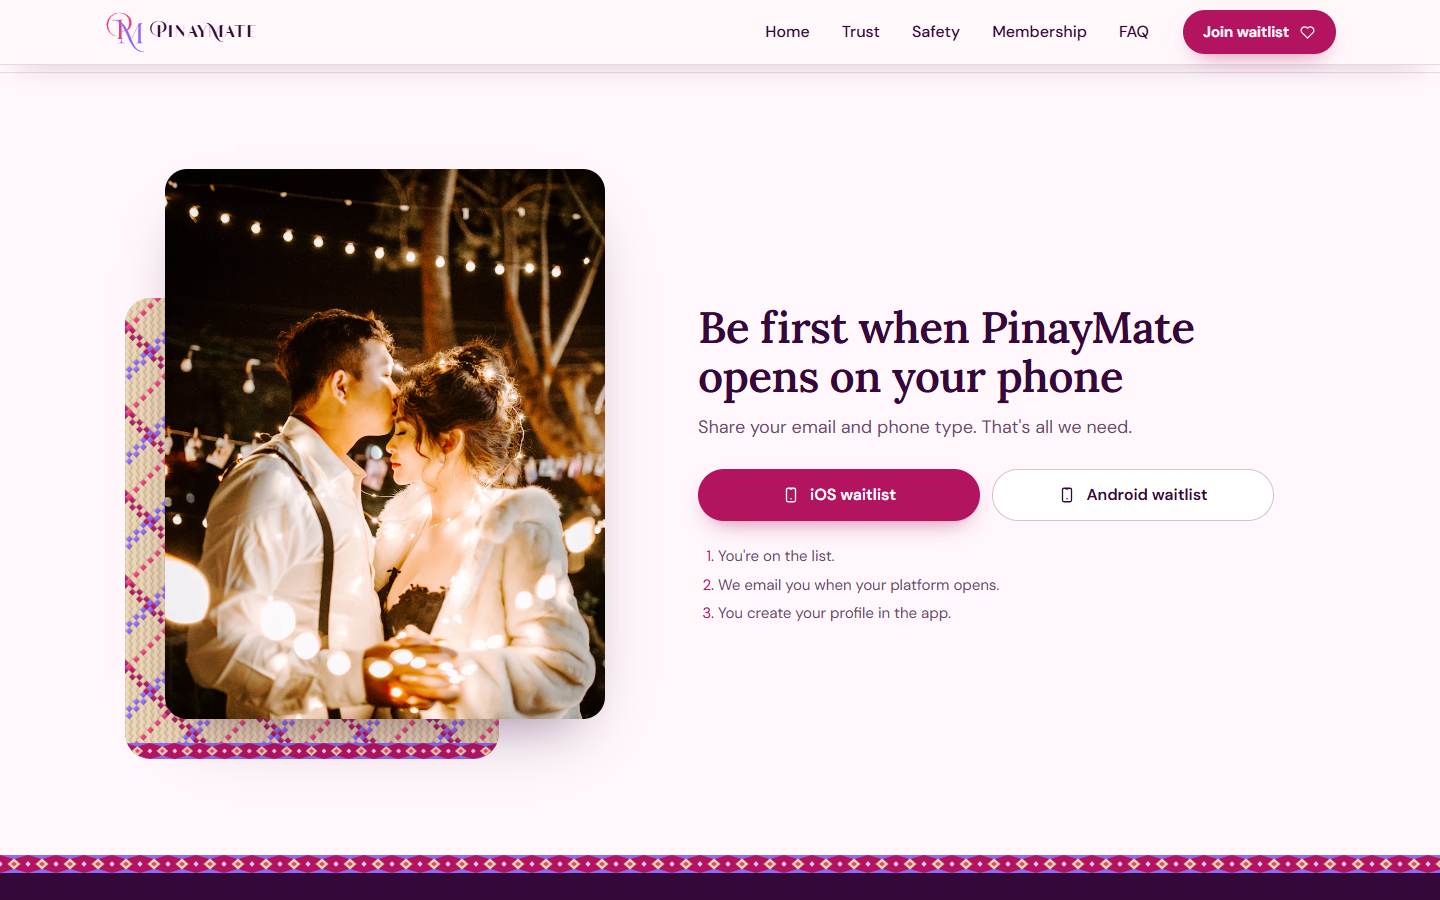 PM PINAYMATE
Home
Trust
Safety
Membership
FAQ
Join waitlist
Be first when PinayMate
opens on your phone
Share your email and phone type. That's all we need.
iOS waitlist
Android waitlist
1. You're on the list.
2. We email you when your platform opens.
3. You create your profile in the app.